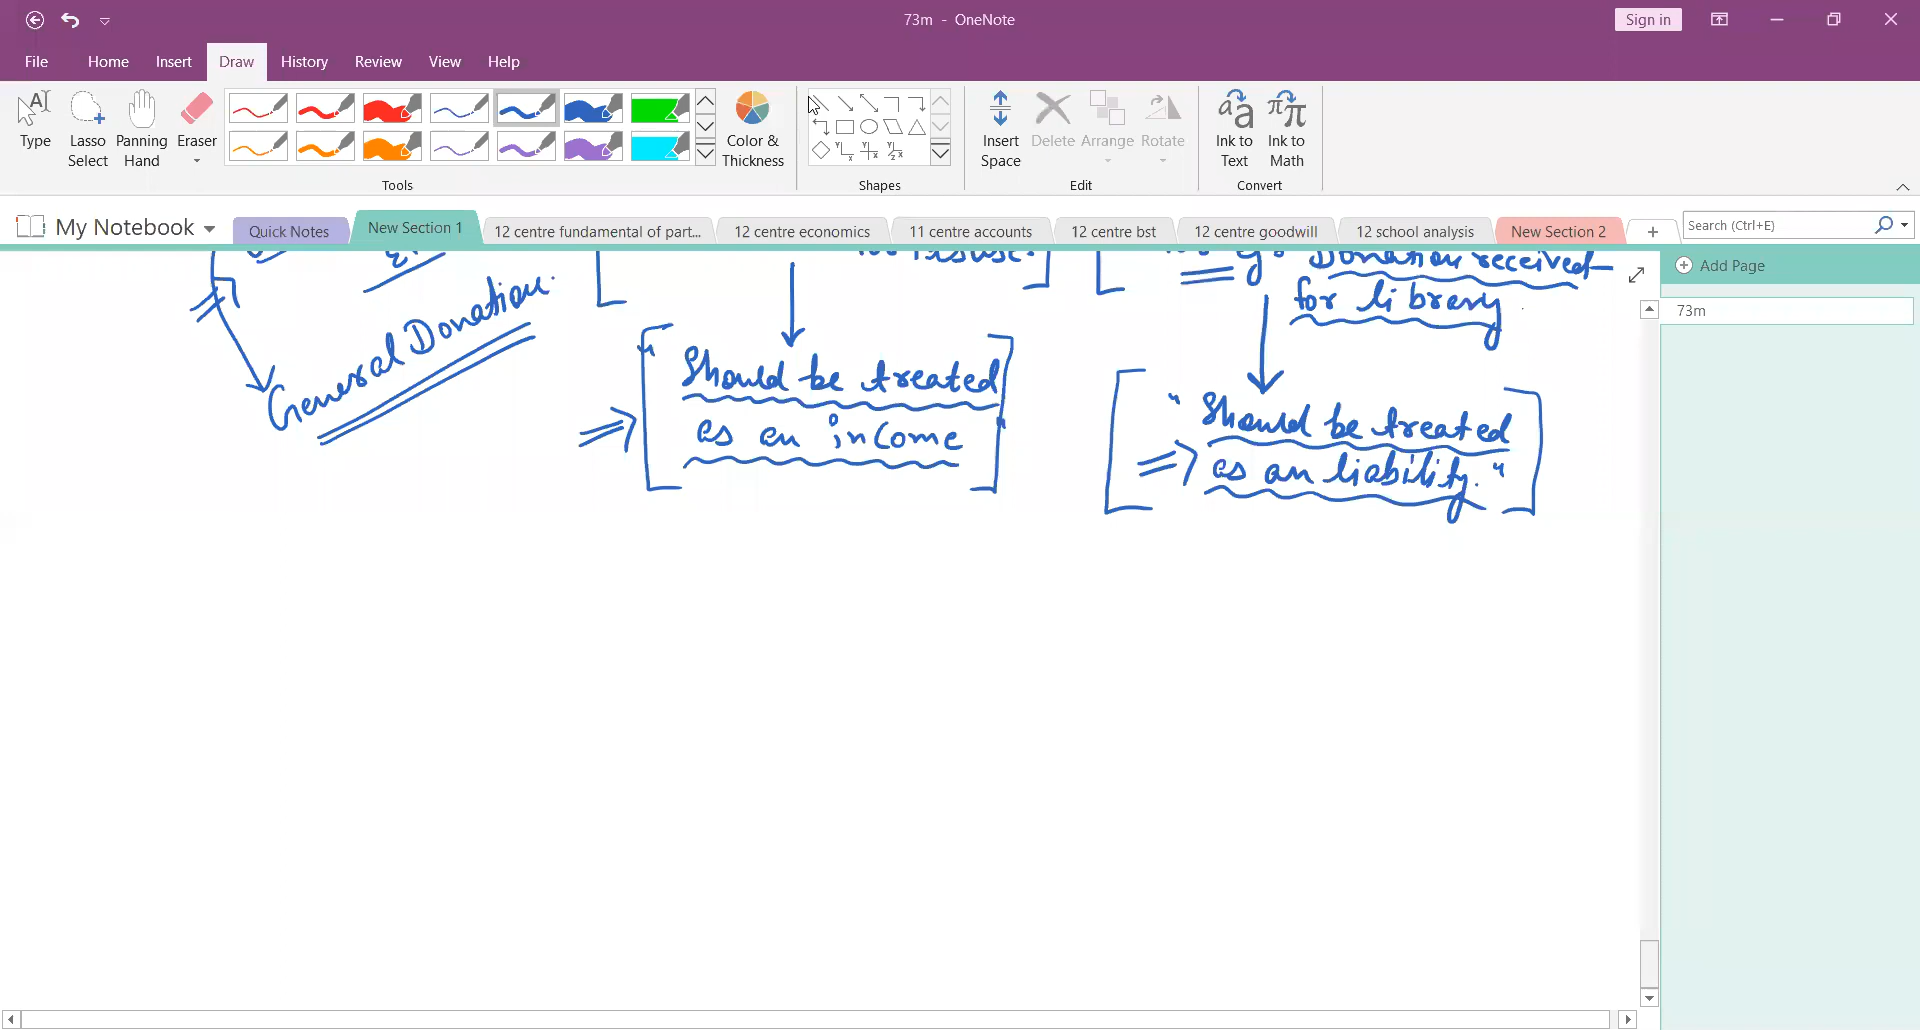 73m - OneNote
Sign in
File Home Insert Draw History Review View Help
Type
Lasso Select
Panning Hand
Eraser
Color & Thickness
Insert Space
Delete
Arrange
Rotate
Ink to Text
Ink to Math
Tools
Shapes
Edit
Convert
My Notebook
Quick Notes
New Section 1
12 centre fundamental of part...
12 centre economics
11 centre accounts
12 centre bst
12 centre goodwill
12 school analysis
New Section 2
Search (Ctrl+E)
Add Page
73m
General Donation.
"Should be treated
as an income"
Donation received
for library
"Should be treated
as an liability."